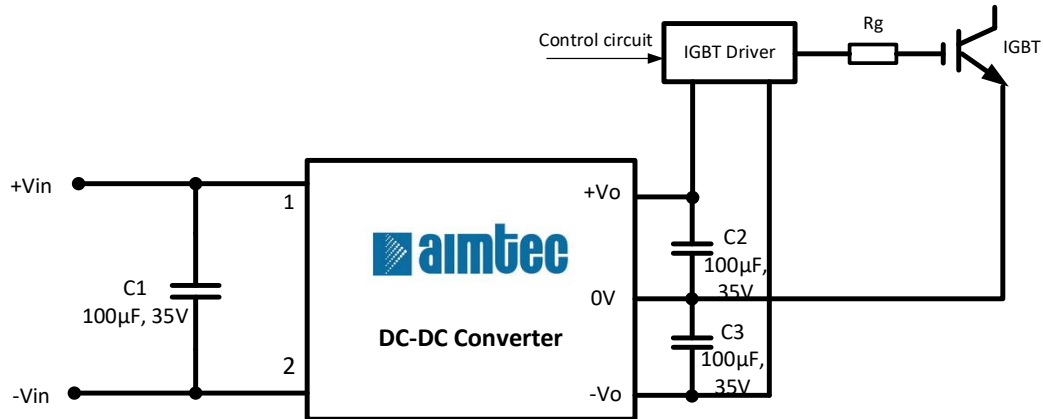 Control circuit
IGBT Driver
Rg
IGBT
+Vin
1
C1
100µF, 35V
2
-Vin
aimtec
DC-DC Converter
+Vo
0V
-Vo
C2
100µF,
35V
C3
100µF,
35V